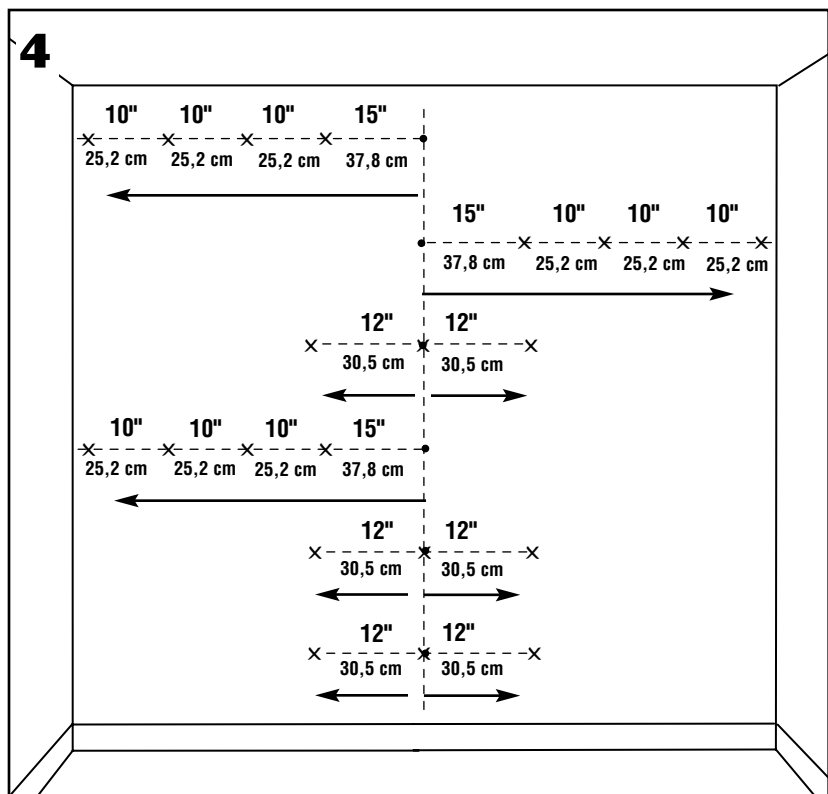 4
10" 10" 10" 15"
25,2 cm 25,2 cm 25,2 cm 37,8 cm
15" 10" 10" 10"
37,8 cm 25,2 cm 25,2 cm 25,2 cm
12" 12"
30,5 cm 30,5 cm
10" 10" 10" 15"
25,2 cm 25,2 cm 25,2 cm 37,8 cm
12" 12"
30,5 cm 30,5 cm
12" 12"
30,5 cm 30,5 cm